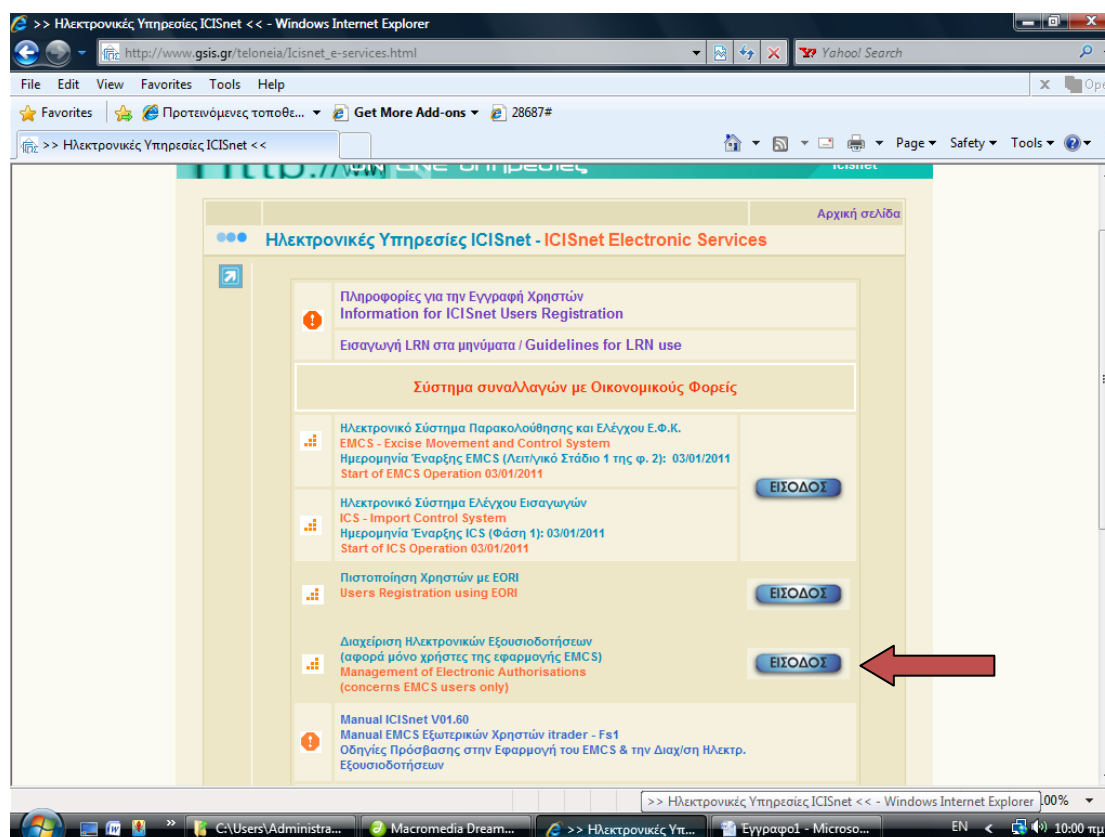 >> Ηλεκτρονικές Υπηρεσίες ICISnet << - Windows Internet Explorer
http://www.gsis.gr/teloneia/Icisnet_e-services.html
Yahoo! Search
File Edit View Favorites Tools Help
Favorites Προτεινόμενες τοποθε... Get More Add-ons 28687#
>> Ηλεκτρονικές Υπηρεσίες ICISnet <<
Page Safety Tools
Αρχική σελίδα
Ηλεκτρονικές Υπηρεσίες ICISnet - ICISnet Electronic Services
Πληροφορίες για την Εγγραφή Χρηστών
Information for ICISnet Users Registration
Εισαγωγή LRN στα μηνύματα / Guidelines for LRN use
Σύστημα συναλλαγών με Οικονομικούς Φορείς
Ηλεκτρονικό Σύστημα Παρακολούθησης και Ελέγχου Ε.Φ.Κ.
EMCS - Excise Movement and Control System
Ημερομηνία Έναρξης EMCS (Λειτ/γικό Στάδιο 1 της φ. 2): 03/01/2011
Start of EMCS Operation 03/01/2011
ΕΙΣΟΔΟΣ
Ηλεκτρονικό Σύστημα Ελέγχου Εισαγωγών
ICS - Import Control System
Ημερομηνία Έναρξης ICS (Φάση 1): 03/01/2011
Start of ICS Operation 03/01/2011
Πιστοποίηση Χρηστών με EORI
Users Registration using EORI
ΕΙΣΟΔΟΣ
Διαχείριση Ηλεκτρονικών Εξουσιοδοτήσεων
(αφορά μόνο χρήστες της εφαρμογής EMCS)
Management of Electronic Authorisations
(concerns EMCS users only)
ΕΙΣΟΔΟΣ
Manual ICISnet V01.60
Manual EMCS Εξωτερικών Χρηστών itrader - Fs1
Οδηγίες Πρόσβασης στην Εφαρμογή του EMCS & την Διαχ/ση Ηλεκτρ.
Εξουσιοδοτήσεων
>> Ηλεκτρονικές Υπηρεσίες ICISnet << - Windows Internet Explorer
C:\Users\Administra... Macromedia Dream... >> Ηλεκτρονικές Υπ... Έγγραφο1 - Microso... EN 10:00 πμ